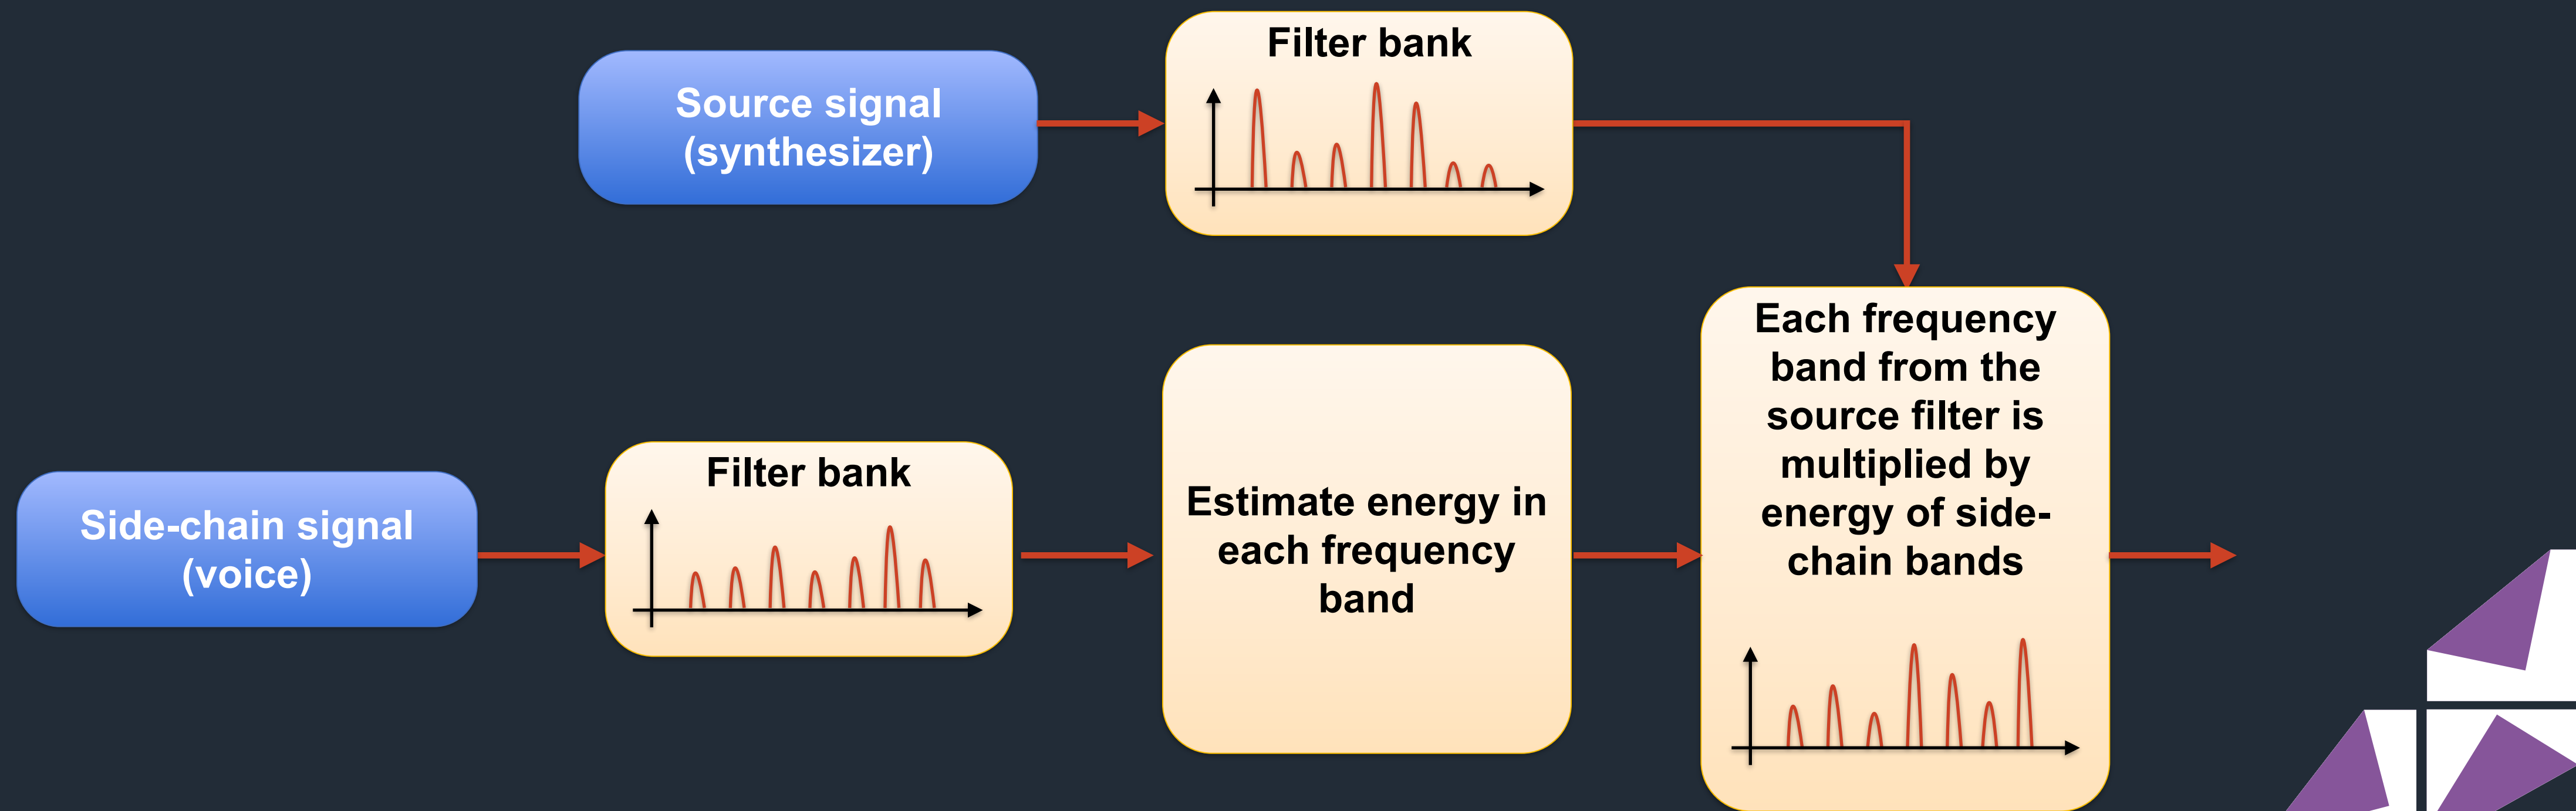 Filter bank
Source signal
(synthesizer)
Each frequency
band from the
source filter is
multiplied by
energy of side-
chain bands
Filter bank
Estimate energy in
each frequency
band
Side-chain signal
(voice)